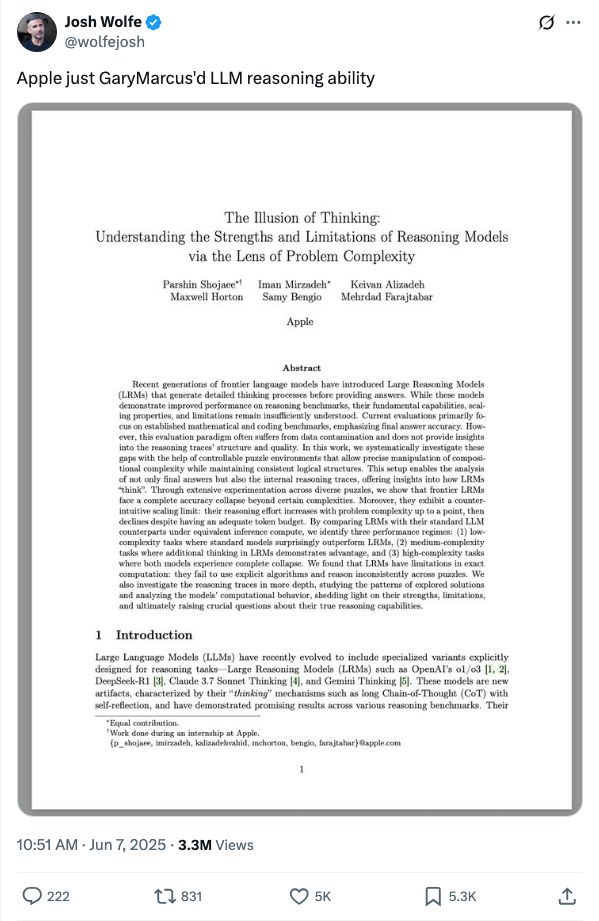 Josh Wolfe
@wolfejosh
Apple just GaryMarcus'd LLM reasoning ability
The Illusion of Thinking:
Understanding the Strengths and Limitations of Reasoning Models
via the Lens of Problem Complexity
Parshin Shojaee*† Iman Mirzadeh* Keivan Alizadeh
Maxwell Horton Samy Bengio Mehrdad Farajtabar
Apple
Abstract
Recent generations of frontier language models have introduced Large Reasoning Models
(LRMs) that generate detailed thinking processes before providing answers. While these models
demonstrate improved performance on reasoning benchmarks, their fundamental capabilities, scal-
ing properties, and limitations remain insufficiently understood. Current evaluations primarily fo-
cus on established mathematical and coding benchmarks, emphasizing final answer accuracy. How-
ever, this evaluation paradigm often suffers from data contamination and does not provide insights
into the reasoning traces' structure and quality. In this work, we systematically investigate these
gaps with the help of controllable puzzle environments that allow precise manipulation of composi-
tional complexity while maintaining consistent logical structures. This setup enables the analysis
of not only final answers but also the internal reasoning traces, offering insights into how LRMs
“think”. Through extensive experimentation across diverse puzzles, we show that frontier LRMs
face a complete accuracy collapse beyond certain complexities. Moreover, they exhibit a counter-
intuitive scaling limit: their reasoning effort increases with problem complexity up to a point, then
declines despite having an adequate token budget. By comparing LRMs with their standard LLM
counterparts under equivalent inference compute, we identify three performance regimes: (1) low-
complexity tasks where standard models surprisingly outperform LRMs, (2) medium-complexity
tasks where additional thinking in LRMs demonstrates advantage, and (3) high-complexity tasks
where both models experience complete collapse. We found that LRMs have limitations in exact
computation: they fail to use explicit algorithms and reason inconsistently across puzzles. We
also investigate the reasoning traces in more depth, studying the patterns of explored solutions
and analyzing the models' computational behavior, shedding light on their strengths, limitations,
and ultimately raising crucial questions about their true reasoning capabilities.
1 Introduction
Large Language Models (LLMs) have recently evolved to include specialized variants explicitly
designed for reasoning tasks—Large Reasoning Models (LRMs) such as OpenAI's o1/o3 [1, 2],
DeepSeek-R1 [3], Claude 3.7 Sonnet Thinking [4], and Gemini Thinking [5]. These models are new
artifacts, characterized by their “thinking” mechanisms such as long Chain-of-Thought (CoT) with
self-reflection, and have demonstrated promising results across various reasoning benchmarks. Their
*Equal contribution.
†Work done during an internship at Apple.
{p_shojaee, imirzadeh, kalizadehvahid, mchorton, bengio, farajtabar}@apple.com
1
10:51 AM · Jun 7, 2025 · 3.3M Views
222 831 5K 5.3K